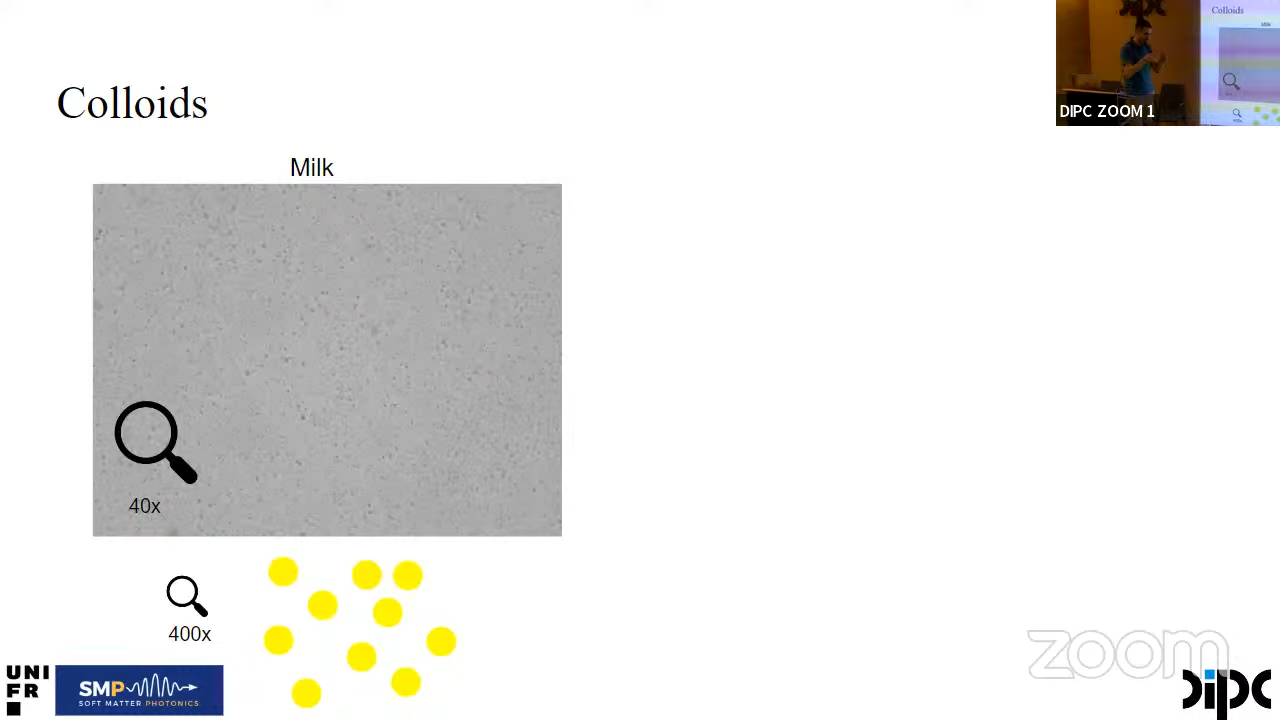 Colloids
Milk
40x
400x
UNI
FR
SMP
SOFT MATTER PHOTONICS
Colloids
DIPC ZOOM 1
zoom
DIPC